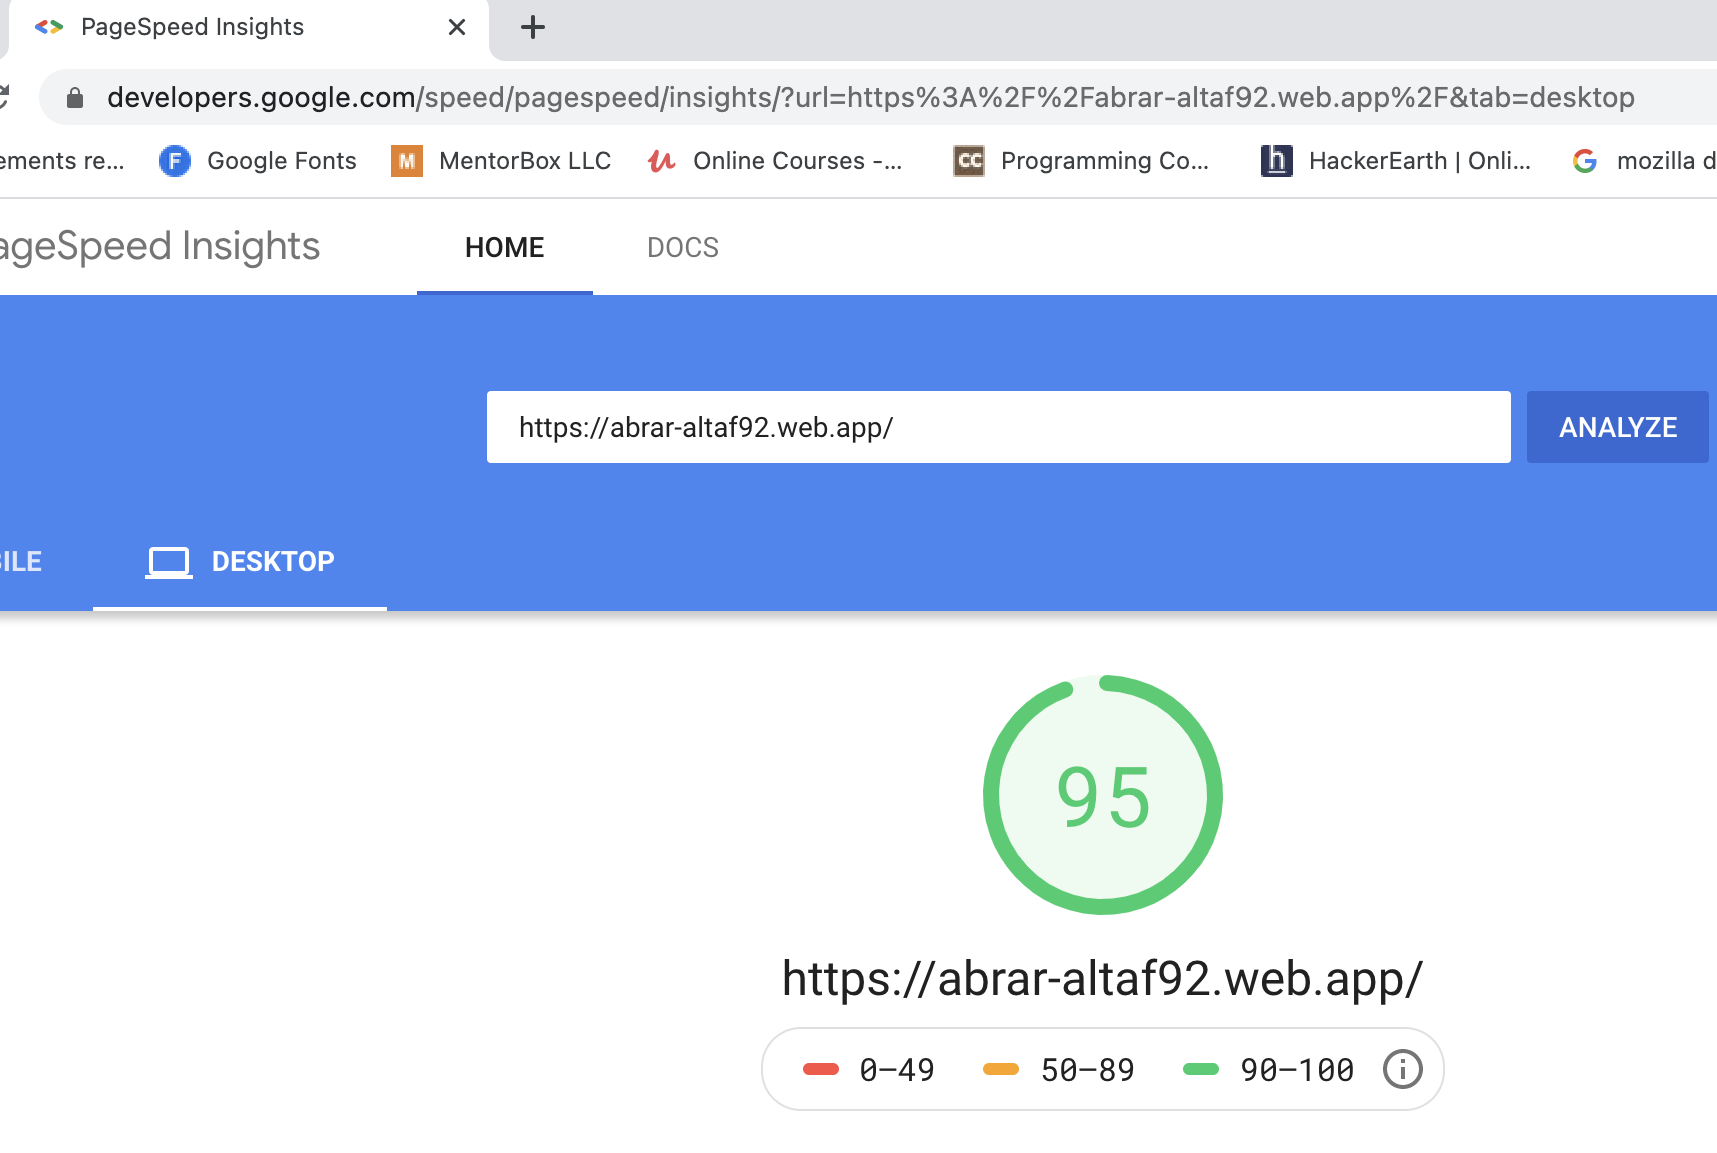 PageSpeed Insights
developers.google.com/speed/pagespeed/insights/?url=https%3A%2F%2Fabrar-altaf92.web.app%2F&tab=desktop
ements re... F Google Fonts M MentorBox LLC Online Courses -... CC Programming Co... h HackerEarth | Onli... G mozilla d
ageSpeed Insights HOME DOCS
https://abrar-altaf92.web.app/ ANALYZE
ILE DESKTOP
95
https://abrar-altaf92.web.app/
0–49 50–89 90–100